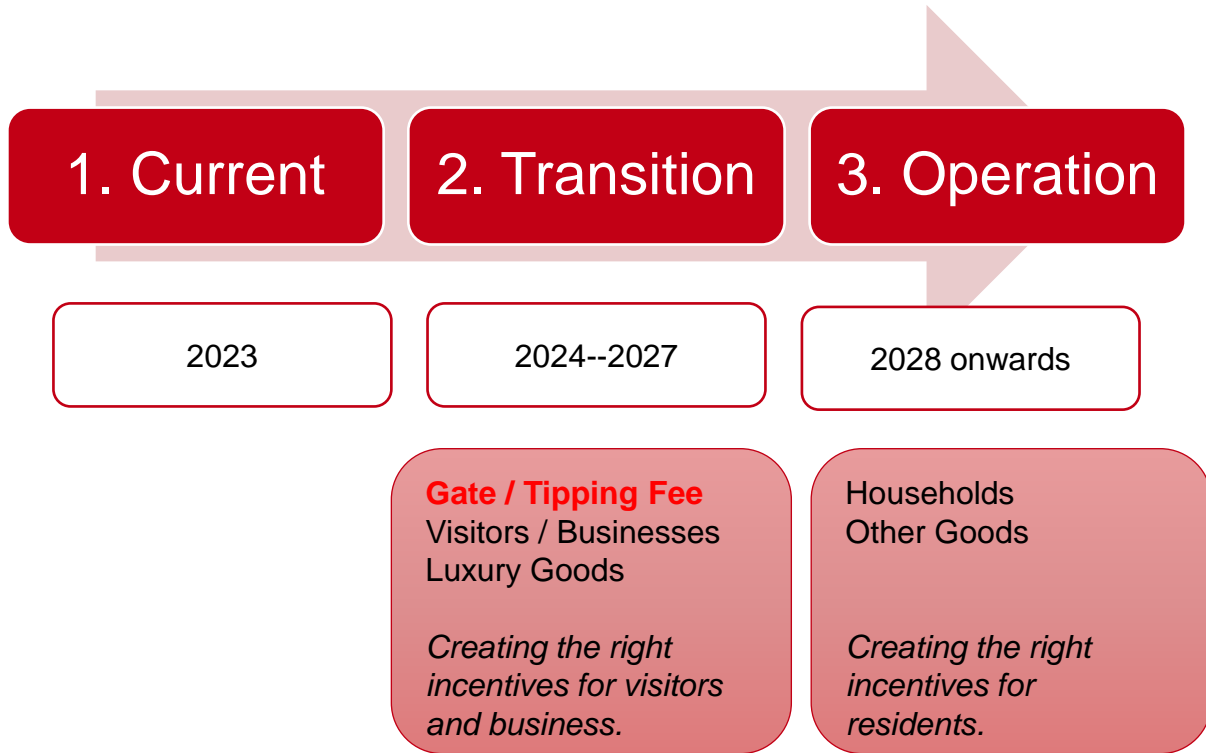 1. Current
2. Transition
3. Operation
2023
2024--2027
2028 onwards
Gate / Tipping Fee
Visitors / Businesses
Luxury Goods
Creating the right
incentives for visitors
and business.
Households
Other Goods
Creating the right
incentives for
residents.